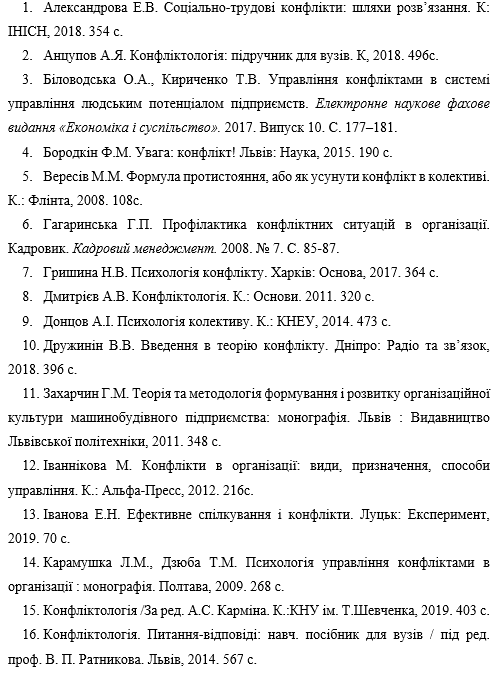 1. Александрова Е.В. Соціально-трудові конфлікти: шляхи розв’язання. К:
ІНІСН, 2018. 354 с.
2. Анцупов А.Я. Конфліктологія: підручник для вузів. К, 2018. 496с.
3. Біловодська О.А., Кириченко Т.В. Управління конфліктами в системі
управління людським потенціалом підприємств. Електронне наукове фахове
видання «Економіка і суспільство». 2017. Випуск 10. С. 177–181.
4. Бородкін Ф.М. Увага: конфлікт! Львів: Наука, 2015. 190 с.
5. Вересів М.М. Формула протистояння, або як усунути конфлікт в колективі.
К.: Флінта, 2008. 108с.
6. Гагаринська Г.П. Профілактика конфліктних ситуацій в організації.
Кадровик. Кадровий менеджмент. 2008. № 7. С. 85-87.
7. Гришина Н.В. Психологія конфлікту. Харків: Основа, 2017. 364 с.
8. Дмитрієв А.В. Конфліктологія. К.: Основи. 2011. 320 с.
9. Донцов А.І. Психологія колективу. К.: КНЕУ, 2014. 473 с.
10. Дружинін В.В. Введення в теорію конфлікту. Дніпро: Радіо та зв’язок,
2018. 396 с.
11. Захарчин Г.М. Теорія та методологія формування і розвитку організаційної
культури машинобудівного підприємства: монографія. Львів : Видавництво
Львівської політехніки, 2011. 348 с.
12. Іваннікова М. Конфлікти в організації: види, призначення, способи
управління. К.: Альфа-Пресс, 2012. 216с.
13. Іванова Е.Н. Ефективне спілкування і конфлікти. Луцьк: Експеримент,
2019. 70 с.
14. Карамушка Л.М., Дзюба Т.М. Психологія управління конфліктами в
організації : монографія. Полтава, 2009. 268 с.
15. Конфліктологія /За ред. А.С. Карміна. К.:КНУ ім. Т.Шевченка, 2019. 403 с.
16. Конфліктологія. Питання-відповіді: навч. посібник для вузів / під ред.
проф. В. П. Ратникова. Львів, 2014. 567 с.